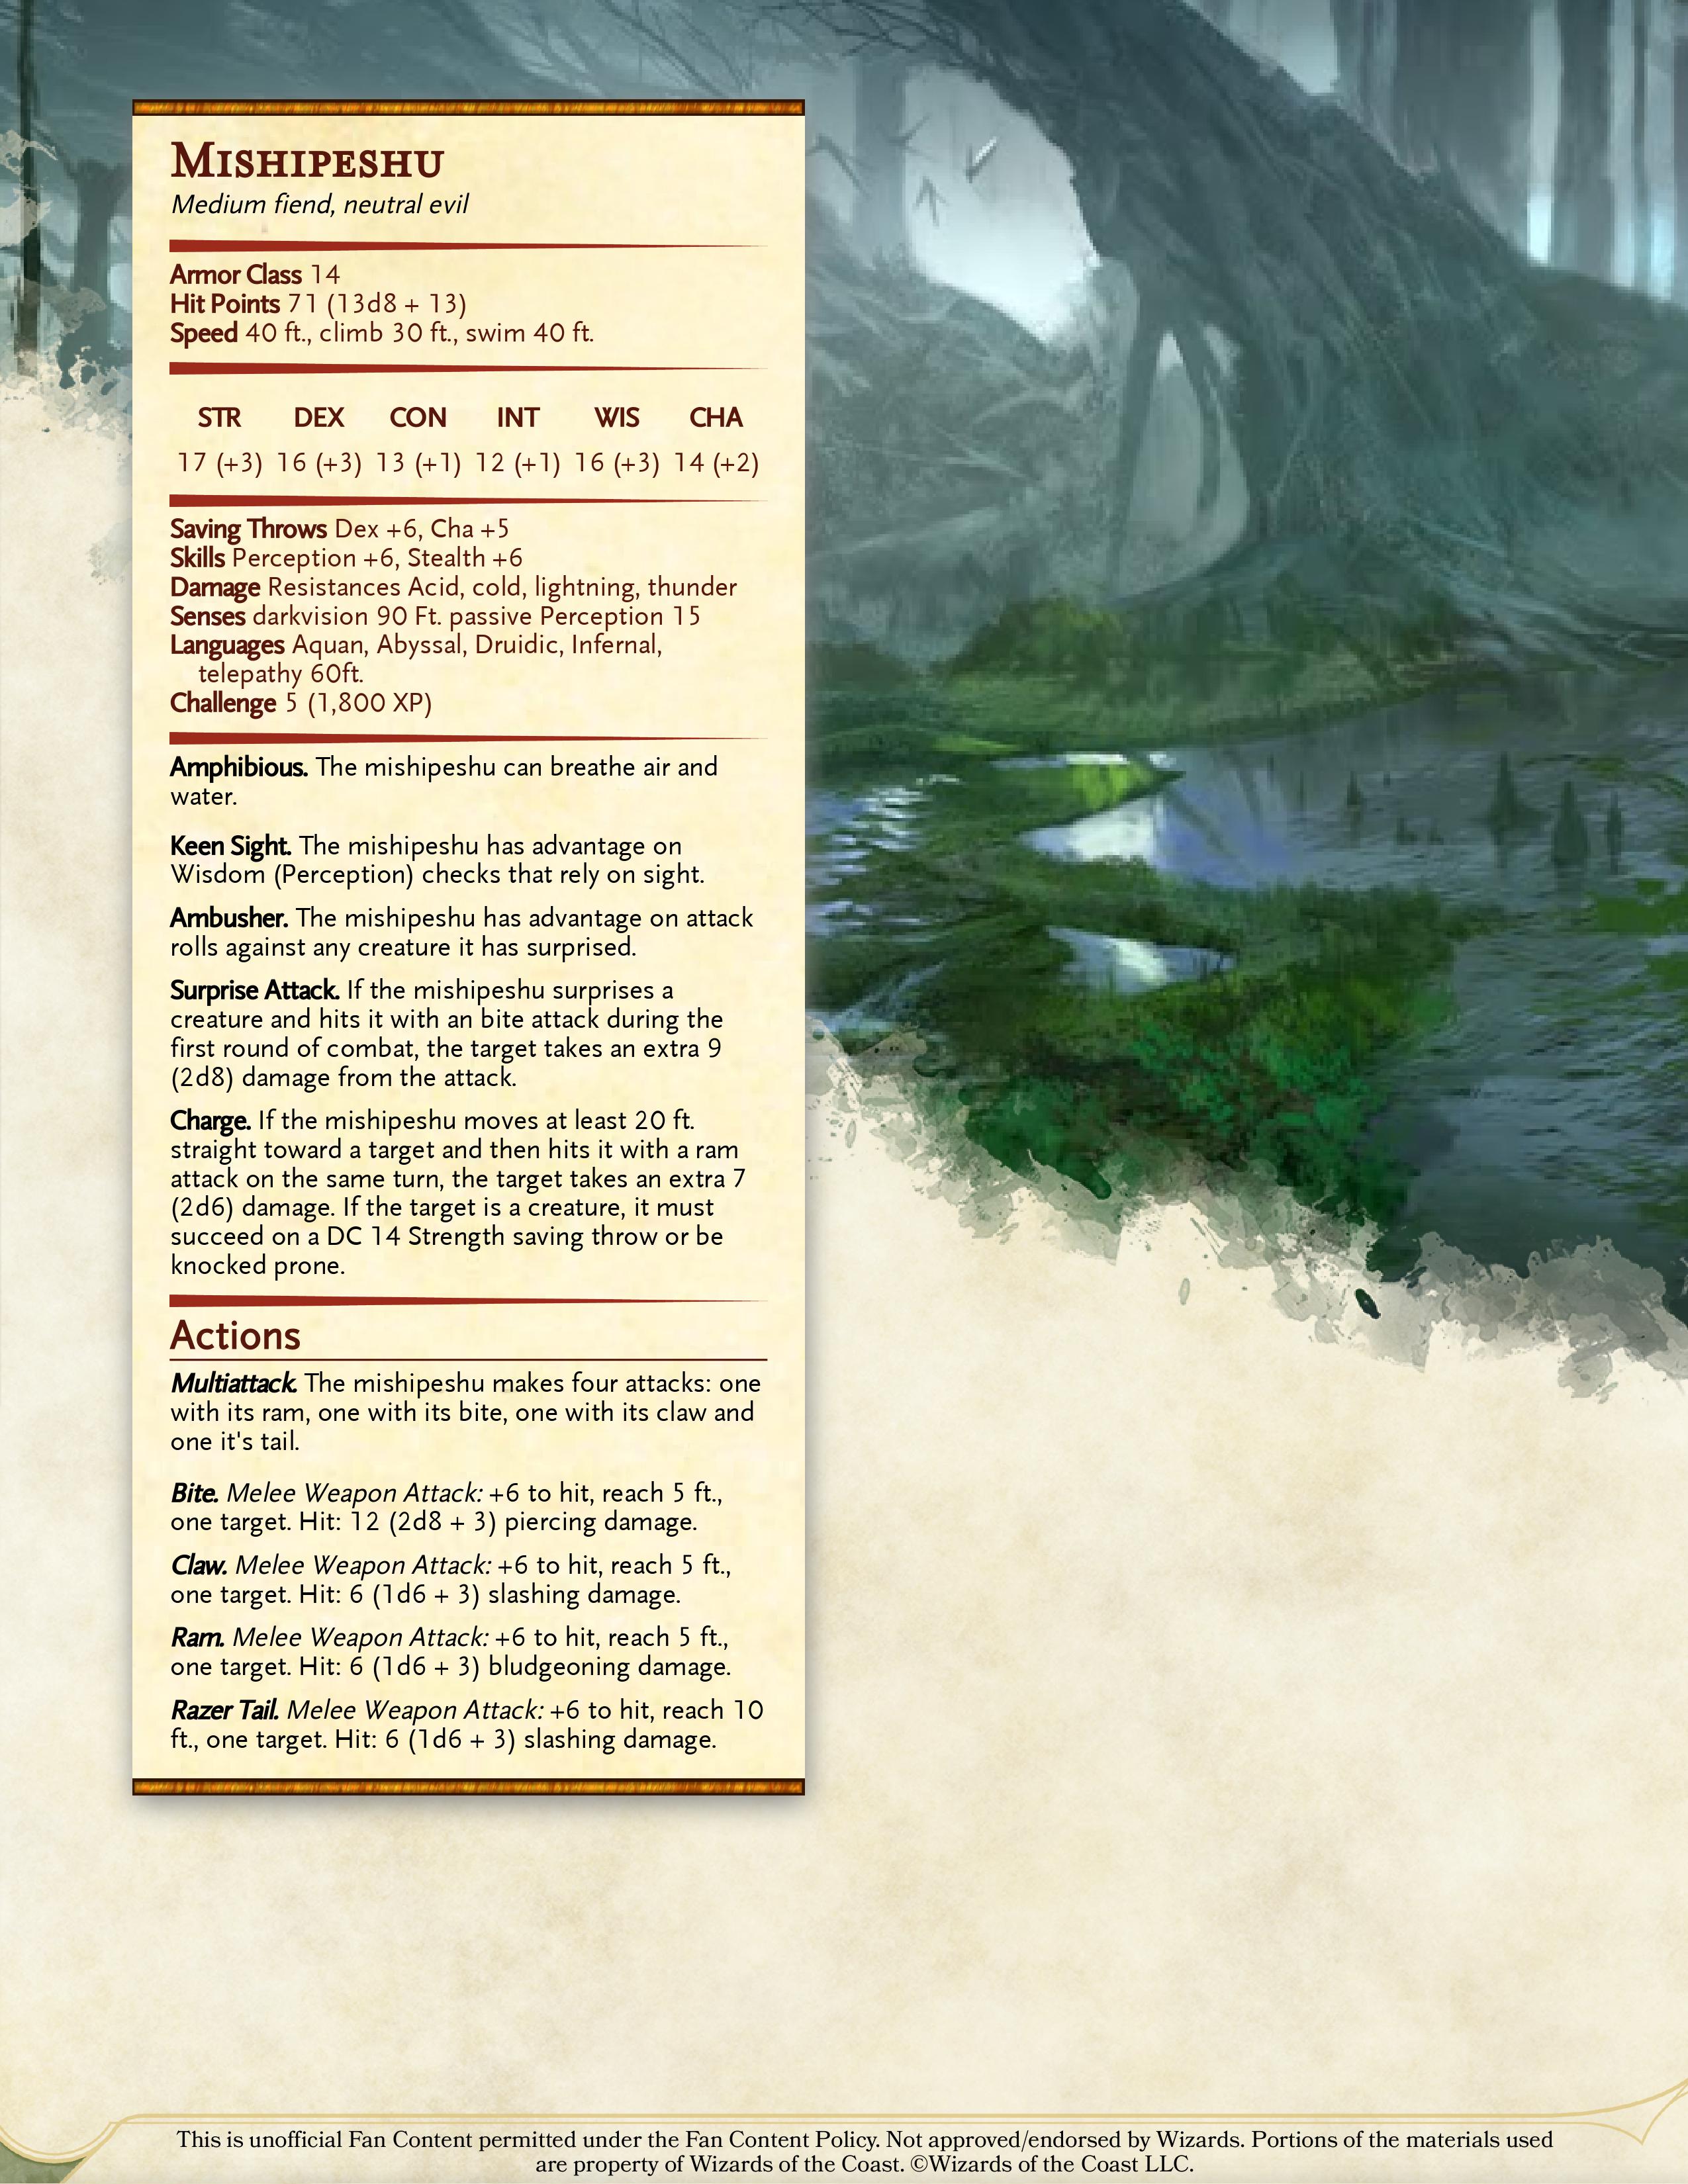 MISHIPESHU
Medium fiend, neutral evil
Armor Class 14
Hit Points 71 (13d8 + 13)
Speed 40 ft., climb 30 ft., swim 40 ft.
STR DEX CON INT WIS CHA
17 (+3) 16 (+3) 13 (+1) 12 (+1) 16 (+3) 14 (+2)
Saving Throws Dex +6, Cha +5
Skills Perception +6, Stealth +6
Damage Resistances Acid, cold, lightning, thunder
Senses darkvision 90 Ft. passive Perception 15
Languages Aquan, Abyssal, Druidic, Infernal,
telepathy 60ft.
Challenge 5 (1,800 XP)
Amphibious. The mishipeshu can breathe air and
water.
Keen Sight. The mishipeshu has advantage on
Wisdom (Perception) checks that rely on sight.
Ambusher. The mishipeshu has advantage on attack
rolls against any creature it has surprised.
Surprise Attack. If the mishipeshu surprises a
creature and hits it with an bite attack during the
first round of combat, the target takes an extra 9
(2d8) damage from the attack.
Charge. If the mishipeshu moves at least 20 ft.
straight toward a target and then hits it with a ram
attack on the same turn, the target takes an extra 7
(2d6) damage. If the target is a creature, it must
succeed on a DC 14 Strength saving throw or be
knocked prone.
Actions
Multiattack. The mishipeshu makes four attacks: one
with its ram, one with its bite, one with its claw and
one it's tail.
Bite. Melee Weapon Attack: +6 to hit, reach 5 ft.,
one target. Hit: 12 (2d8 + 3) piercing damage.
Claw. Melee Weapon Attack: +6 to hit, reach 5 ft.,
one target. Hit: 6 (1d6 + 3) slashing damage.
Ram. Melee Weapon Attack: +6 to hit, reach 5 ft.,
one target. Hit: 6 (1d6 + 3) bludgeoning damage.
Razer Tail. Melee Weapon Attack: +6 to hit, reach 10
ft., one target. Hit: 6 (1d6 + 3) slashing damage.
This is unofficial Fan Content permitted under the Fan Content Policy. Not approved/endorsed by Wizards. Portions of the materials used
are property of Wizards of the Coast. ©Wizards of the Coast LLC.